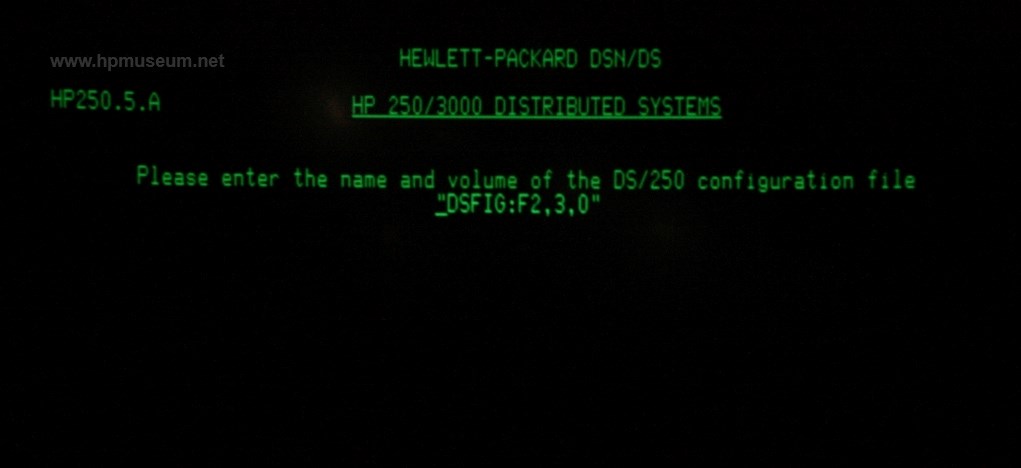 www.hpmuseum.net
HEWLETT-PACKARD DSN/DS
HP250.5.A
HP 250/3000 DISTRIBUTED SYSTEMS
Please enter the name and volume of the DS/250 configuration file
"DSFIG:F2,3,0"